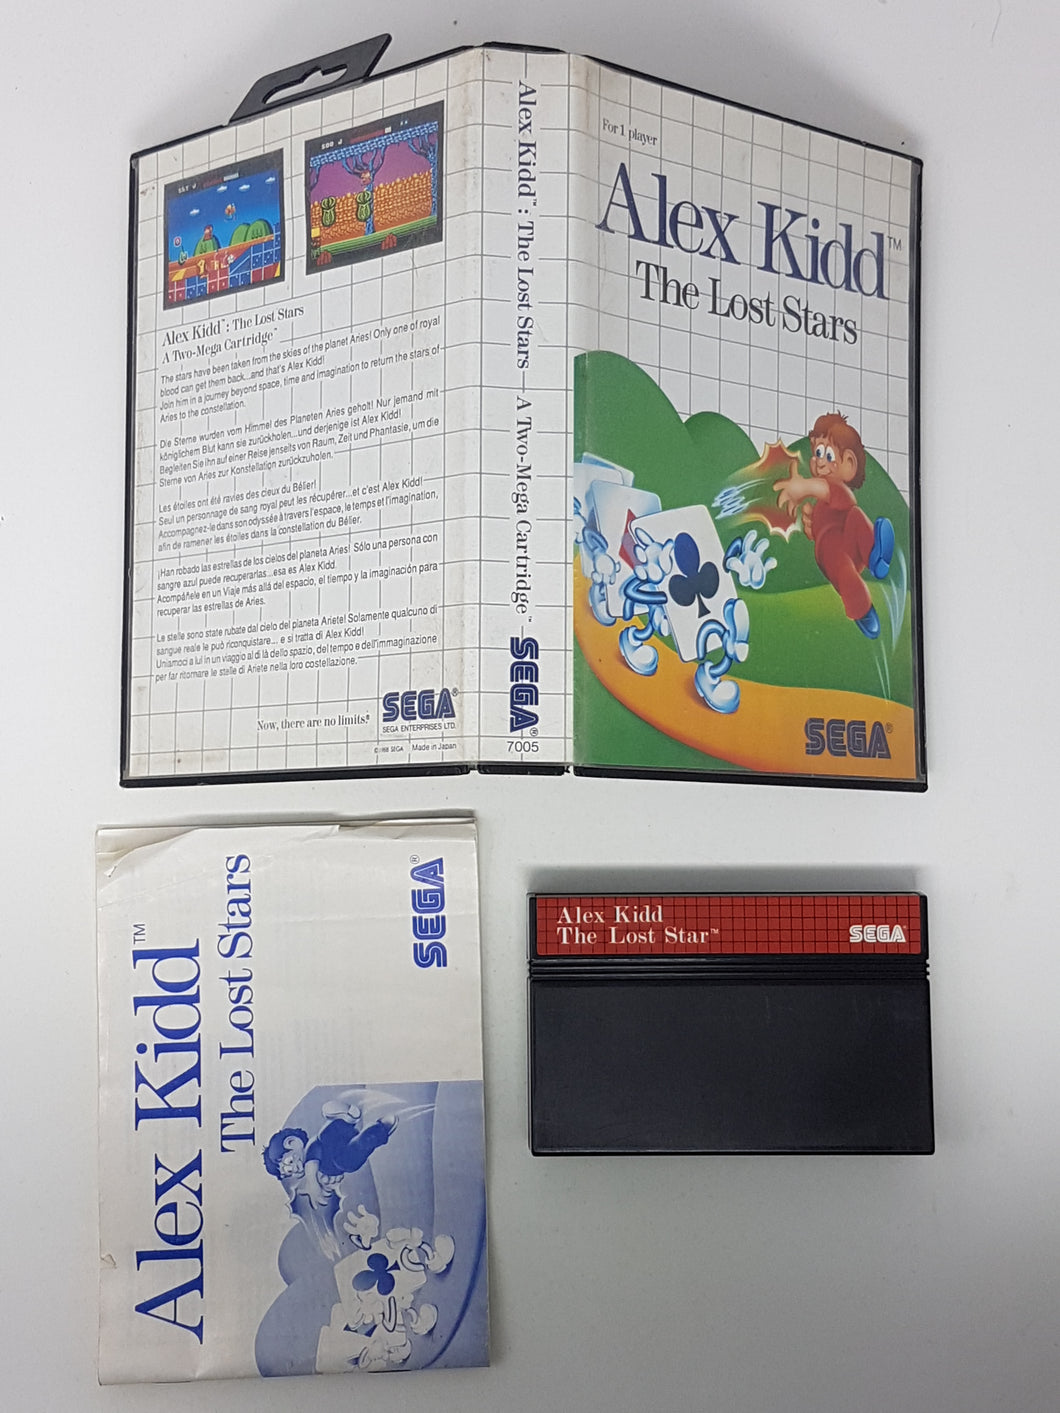 Alex Kidd™: The Lost Stars
A Two-Mega Cartridge™
The stars have been taken from the skies of the planet Aries! Only one of royal
blood can get them back...and that's Alex Kidd!
Join him in a journey beyond space, time and imagination to return the stars of
Aries to the constellation.
Die Sterne wurden vom Himmel des Planeten Aries geholt! Nur jemand mit
königlichem Blut kann sie zurückholen...und derjenige ist Alex Kidd!
Begleiten Sie ihn auf einer Reise jenseits von Raum, Zeit und Phantasie, um die
Sterne von Aries zur Konstellation zurückzuholen.
Les étoiles ont été ravies des cieux du Bélier!
Seul un personnage de sang royal peut les récupérer...et c'est Alex Kidd!
Accompagnez-le dans son odyssée à travers l'espace, le temps et l'imagination,
afin de ramener les étoiles dans la constellation du Bélier.
¡Han robado las estrellas de los cielos del planeta Aries! Sólo una persona con
sangre azul puede recuperarlas...esa es Alex Kidd.
Acompáñele en un Viaje más allá del espacio, el tiempo y la imaginación para
recuperar las estrellas de Aries.
Le stelle sono state rubate dal cielo del planeta Ariete! Solamente qualcuno di
sangue reale le può riconquistare... e si tratta di Alex Kidd!
Uniamoci a lui in un viaggio al di là dello spazio, del tempo e dell'immaginazione
per far ritornare le stelle di Ariete nella loro costellazione.
Now, there are no limits.®
SEGA®
SEGA ENTERPRISES LTD.
SEGA Made in Japan
Alex Kidd™: The Lost Stars — A Two-Mega Cartridge™
SEGA®
7005
For 1 player
Alex Kidd™
The Lost Stars
SEGA®
Alex Kidd™
The Lost Stars
SEGA®
Alex Kidd
The Lost Star™
SEGA®